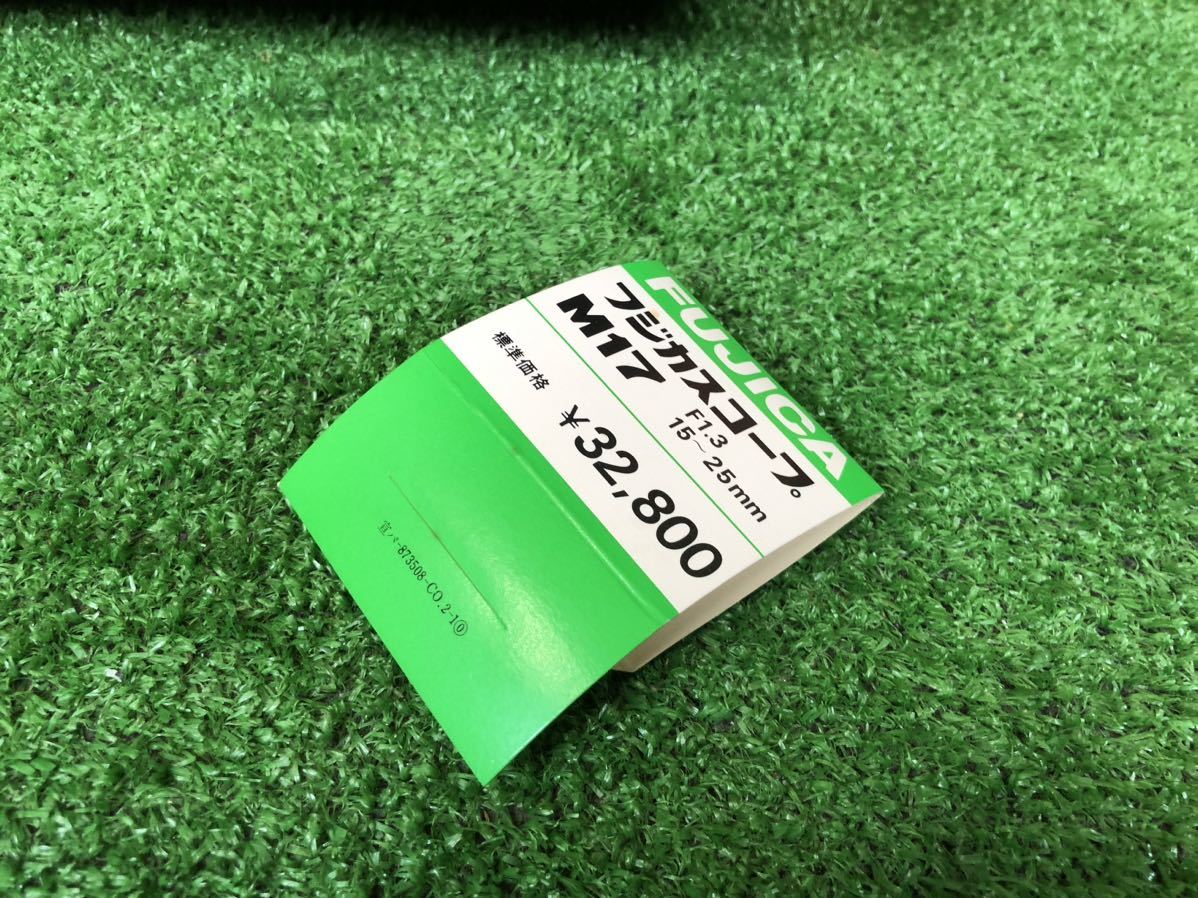 FUJICA
フジカスコープ
M17
F1.3
15~25mm
標準価格
¥32,800
宣パ-873508-CO.2-1⓪